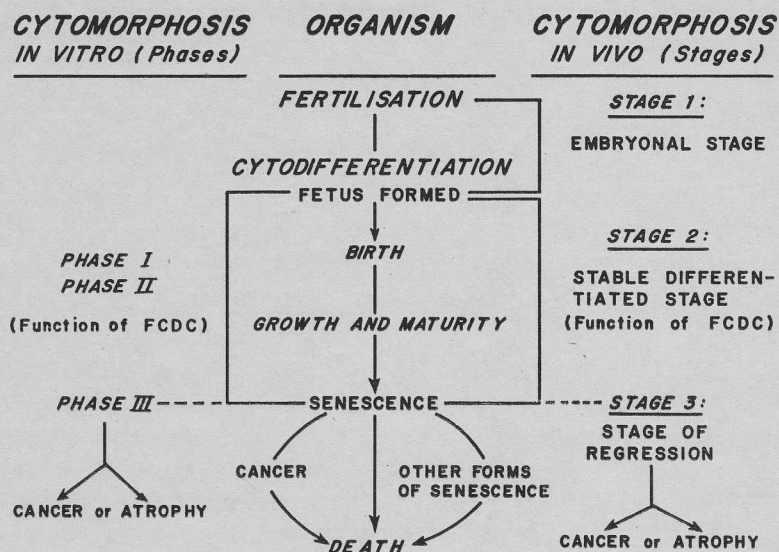 CYTOMORPHOSIS
IN VITRO (Phases)
PHASE I
PHASE II
(Function of FCDC)
PHASE III
CANCER or ATROPHY
ORGANISM
FERTILISATION
CYTODIFFERENTIATION
FETUS FORMED
BIRTH
GROWTH AND MATURITY
SENESCENCE
CANCER
OTHER FORMS
OF SENESCENCE
DEATH
CYTOMORPHOSIS
IN VIVO (Stages)
STAGE 1:
EMBRYONAL STAGE
STAGE 2:
STABLE DIFFEREN-
TIATED STAGE
(Function of FCDC)
STAGE 3:
STAGE OF
REGRESSION
CANCER or ATROPHY